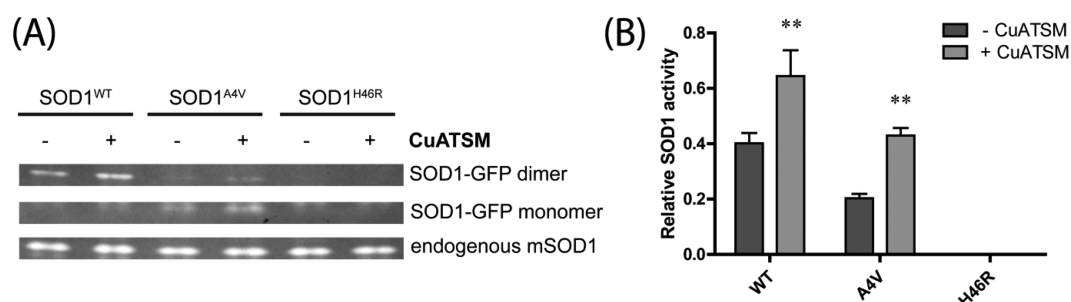 (A)
SOD1WT SOD1A4V SOD1H46R
- + - + - + CuATSM
SOD1-GFP dimer
SOD1-GFP monomer
endogenous mSOD1
(B)
Relative SOD1 activity
0.8
0.6
0.4
0.2
0.0
** **
- CuATSM
+ CuATSM
WT A4V H46R